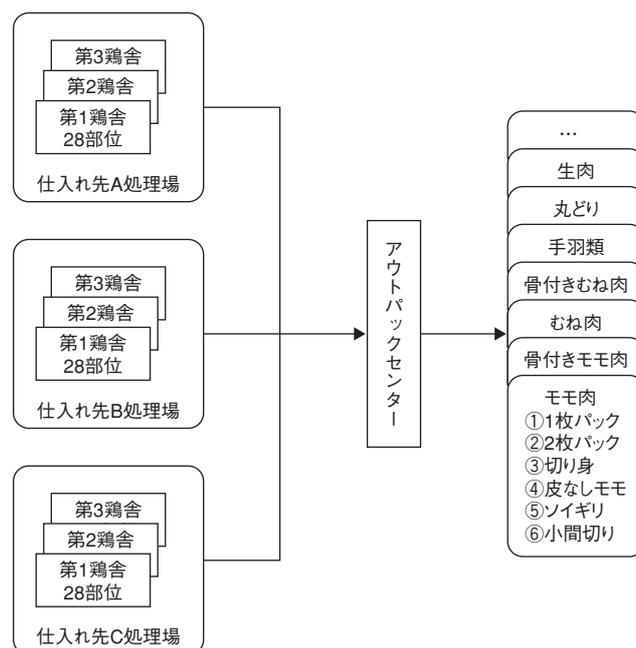 第3鶏舎
第2鶏舎
第1鶏舎
28部位
仕入れ先A処理場
第3鶏舎
第2鶏舎
第1鶏舎
28部位
仕入れ先B処理場
第3鶏舎
第2鶏舎
第1鶏舎
28部位
仕入れ先C処理場
アウトパックセンター
…
生肉
丸どり
手羽類
骨付きむね肉
むね肉
骨付きモモ肉
モモ肉
①1枚パック
②2枚パック
③切り身
④皮なしモモ
⑤ソイギリ
⑥小間切り